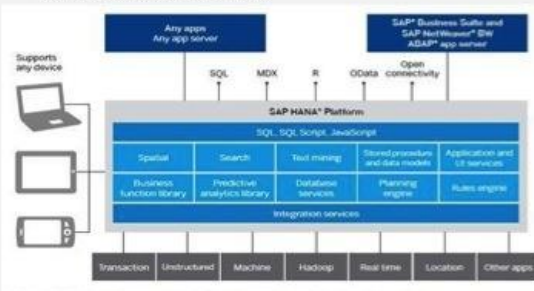 Any apps
Any app server
SAP® Business Suite and
SAP NetWeaver® BW
ABAP® app server
Supports
any device
SQL
MDX
R
OData
Open
connectivity
SAP HANA® Platform
SQL, SQL Script, JavaScript
Spatial
Search
Text mining
Stored procedure
and data models
Application and
UI services
Business
function library
Predictive
analytics library
Database
services
Planning
engine
Rules engine
Integration services
Transaction
Unstructured
Machine
Hadoop
Real time
Location
Other apps